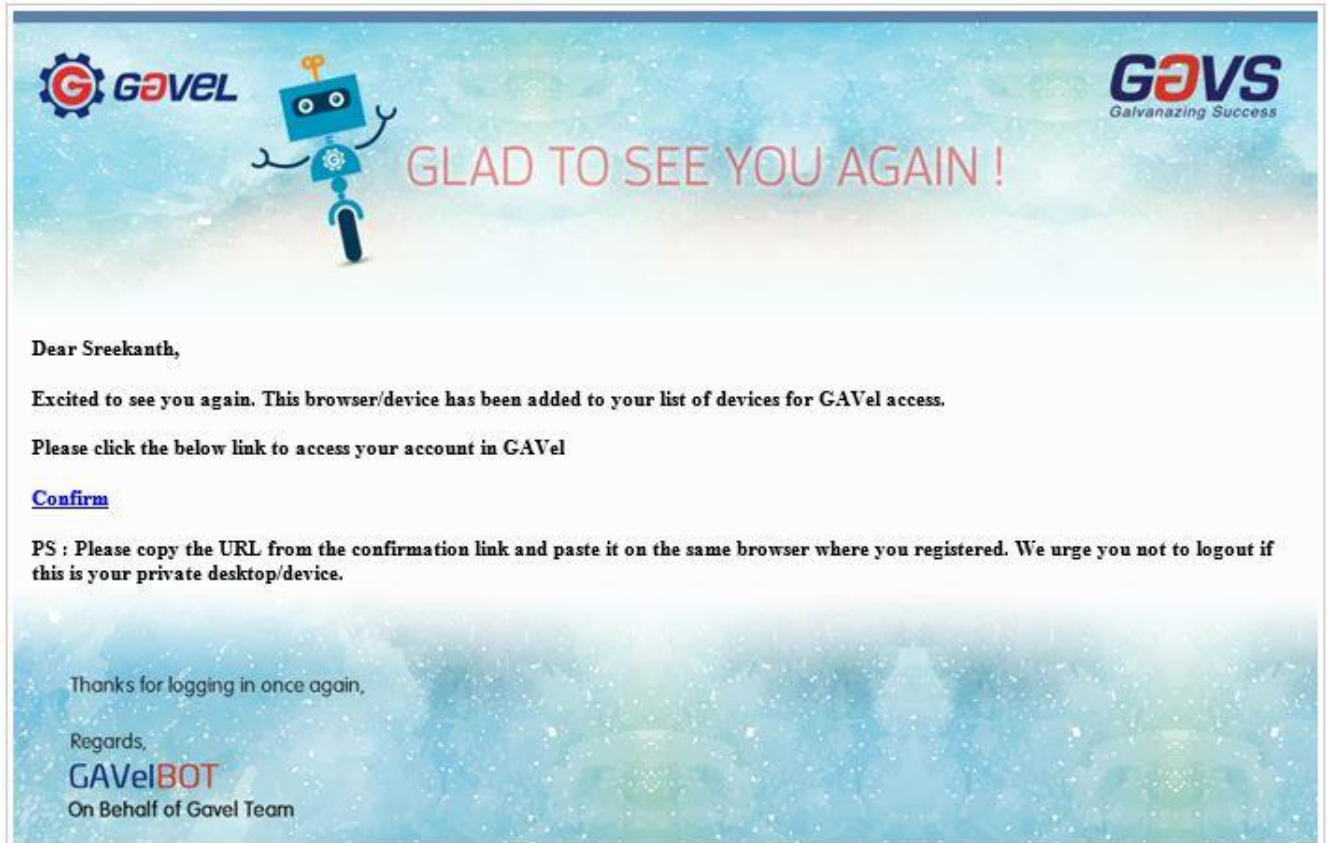 GAVEL
GAVS
Galvanazing Success
GLAD TO SEE YOU AGAIN !
Dear Sreekanth,
Excited to see you again. This browser/device has been added to your list of devices for GAVel access.
Please click the below link to access your account in GAVel
Confirm
PS : Please copy the URL from the confirmation link and paste it on the same browser where you registered. We urge you not to logout if
this is your private desktop/device.
Thanks for logging in once again,
Regards,
GAVelBOT
On Behalf of Gavel Team